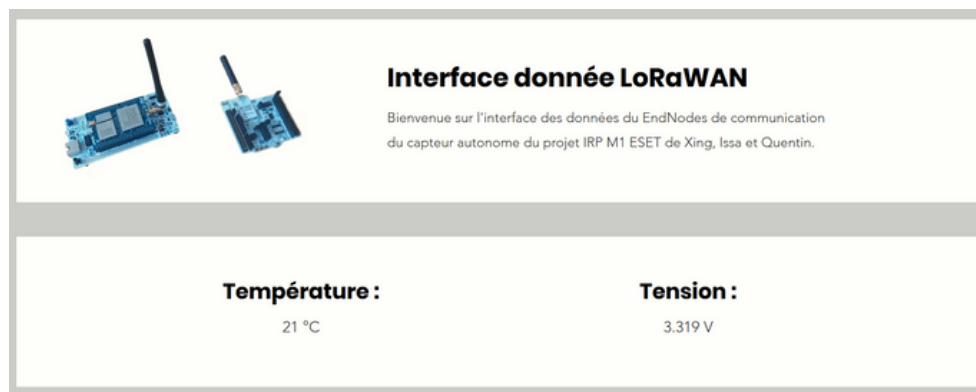 Interface donnée LoRaWAN
Bienvenue sur l'interface des données du EndNodes de communication
du capteur autonome du projet IRP M1 ESET de Xing, Issa et Quentin.
Température :
Tension :
21 °C
3.319 V